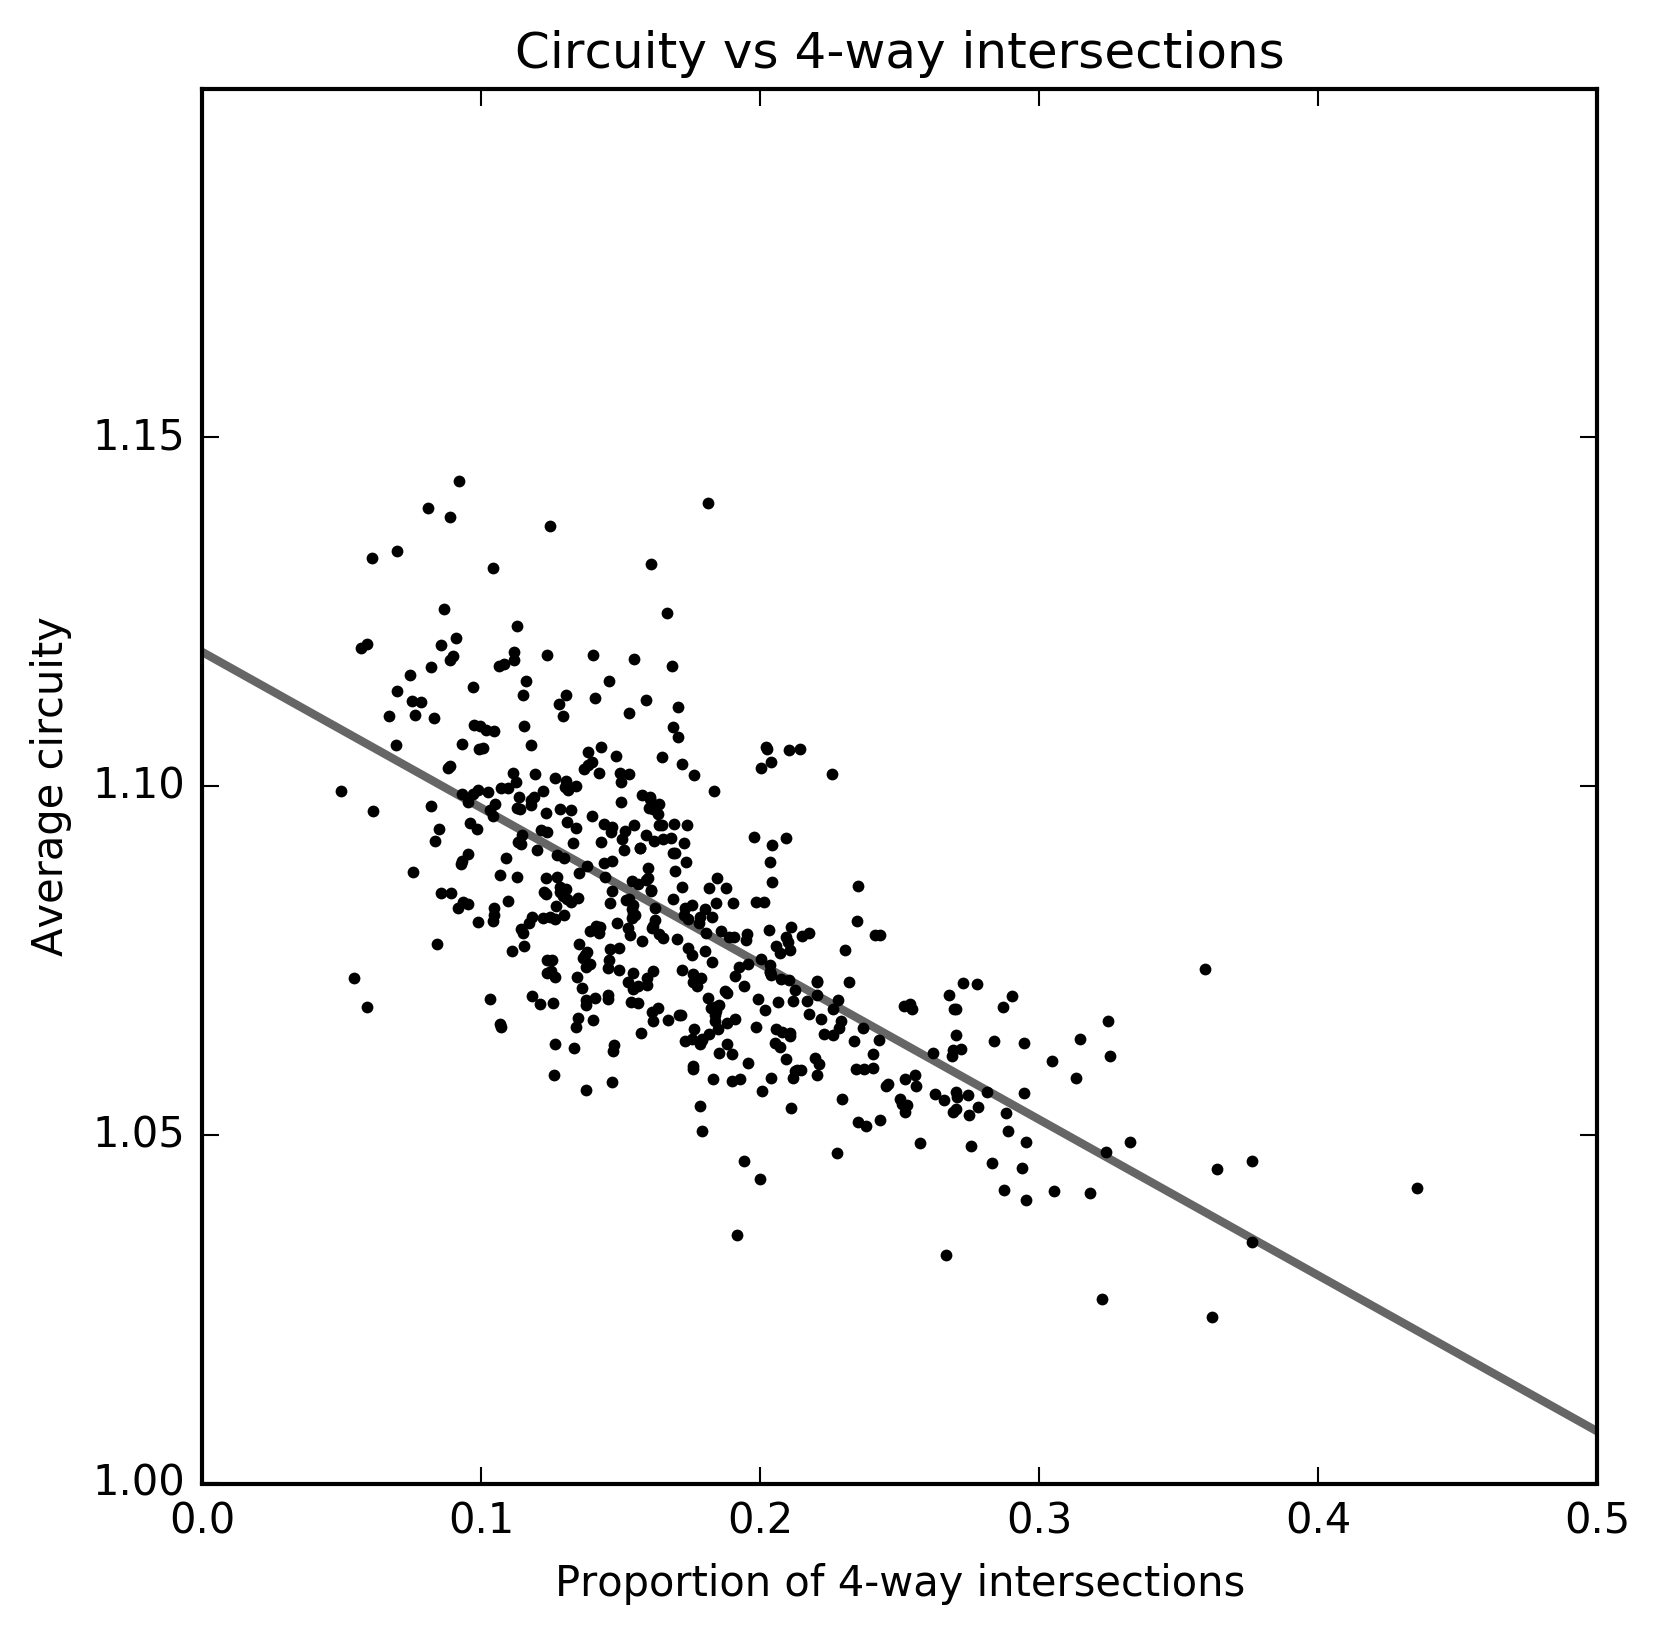 Circuity vs 4-way intersections
Average circuity
1.15
1.10
1.05
1.00
0.0 0.1 0.2 0.3 0.4 0.5
Proportion of 4-way intersections